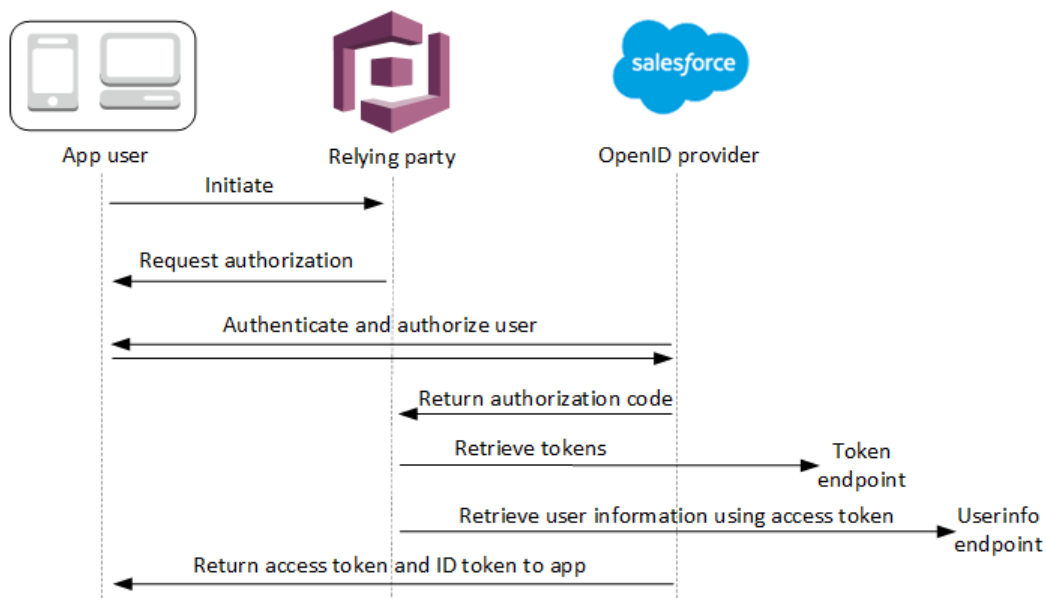 salesforce
App user
Relying party
OpenID provider
Initiate
Request authorization
Authenticate and authorize user
Return authorization code
Retrieve tokens
Token
endpoint
Retrieve user information using access token
Userinfo
endpoint
Return access token and ID token to app